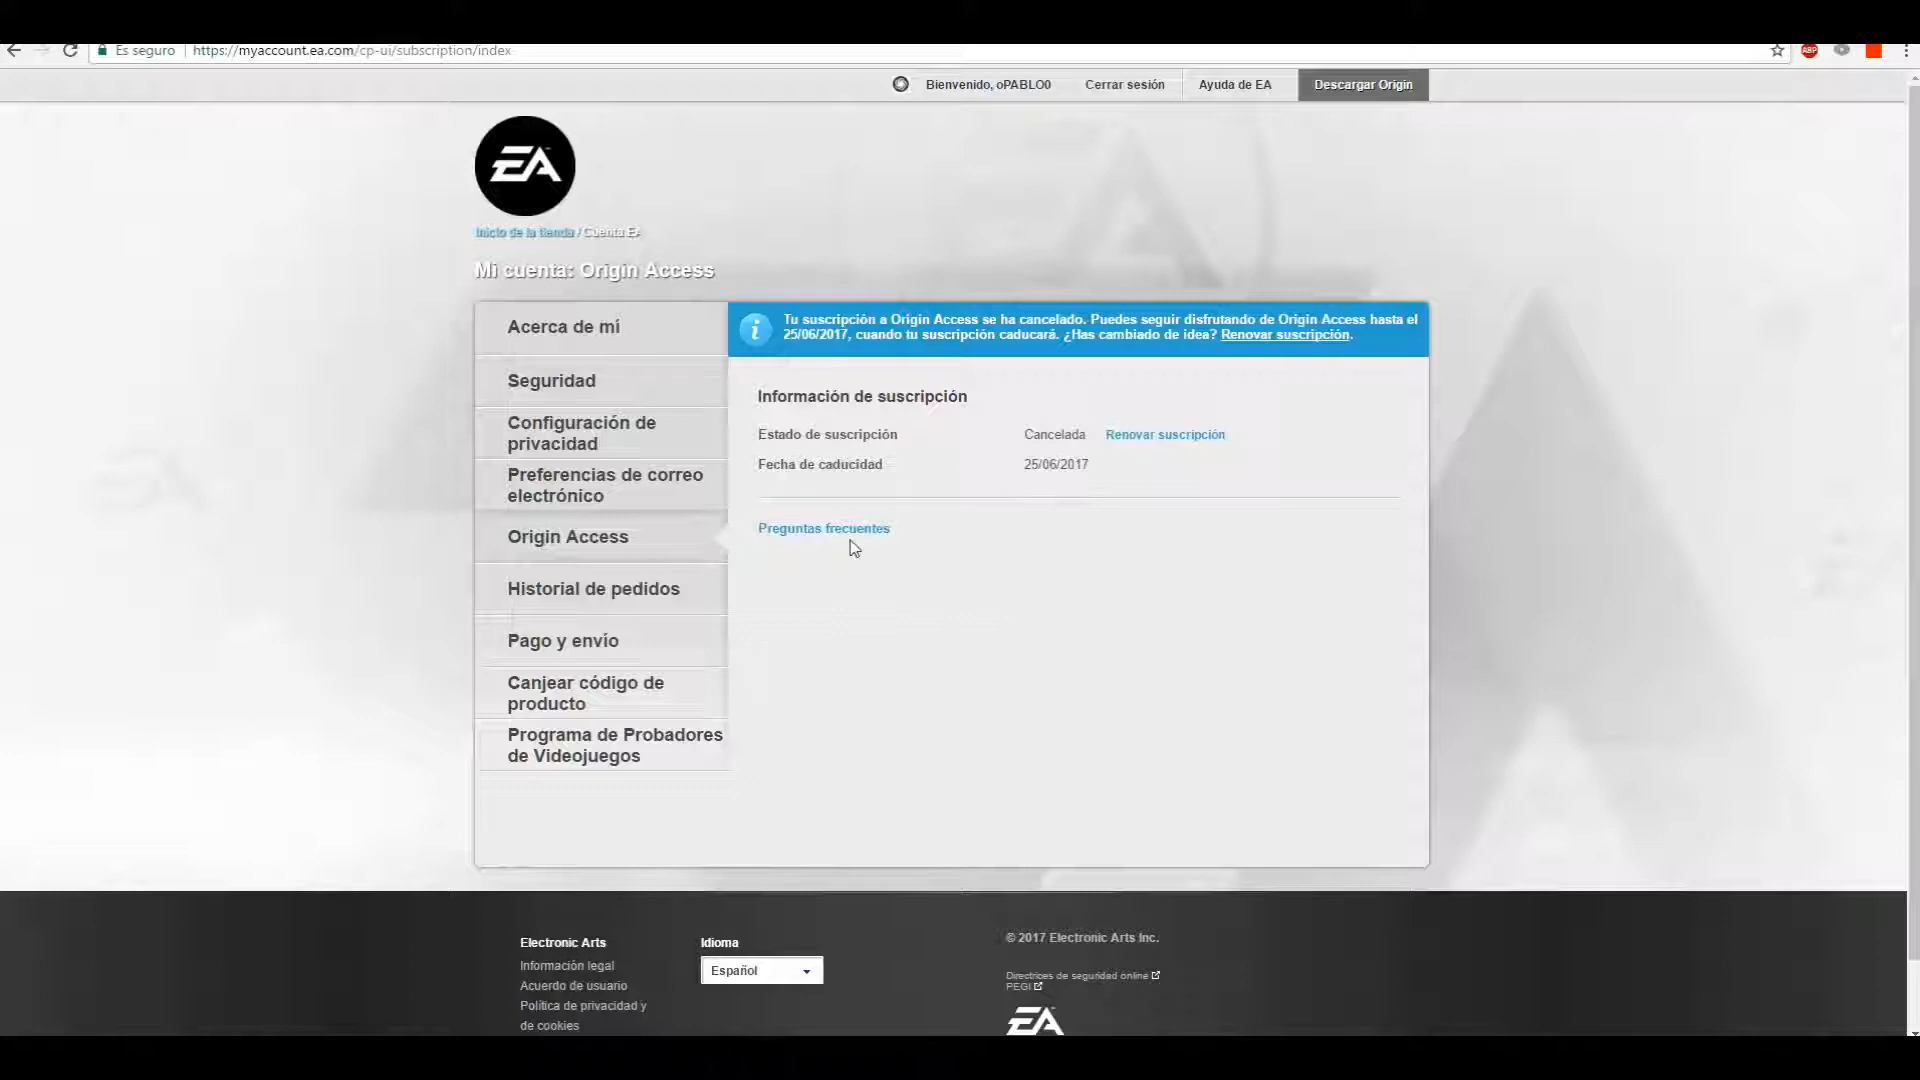 Es seguro https://myaccount.ea.com/cp-ui/subscription/index
ABP
Bienvenido, oPABLO0 Cerrar sesión Ayuda de EA Descargar Origin
EA
Inicio de la tienda / Cuenta EA
Mi cuenta: Origin Access
Acerca de mí
Seguridad
Configuración de
privacidad
Preferencias de correo
electrónico
Origin Access
Historial de pedidos
Pago y envío
Canjear código de
producto
Programa de Probadores
de Videojuegos
Tu suscripción a Origin Access se ha cancelado. Puedes seguir disfrutando de Origin Access hasta el
25/06/2017, cuando tu suscripción caducará. ¿Has cambiado de idea? Renovar suscripción.
Información de suscripción
Estado de suscripción Cancelada Renovar suscripción
Fecha de caducidad 25/06/2017
Preguntas frecuentes
Electronic Arts
Información legal
Acuerdo de usuario
Política de privacidad y
de cookies
Idioma
Español
© 2017 Electronic Arts Inc.
Directrices de seguridad online
PEGI
EA